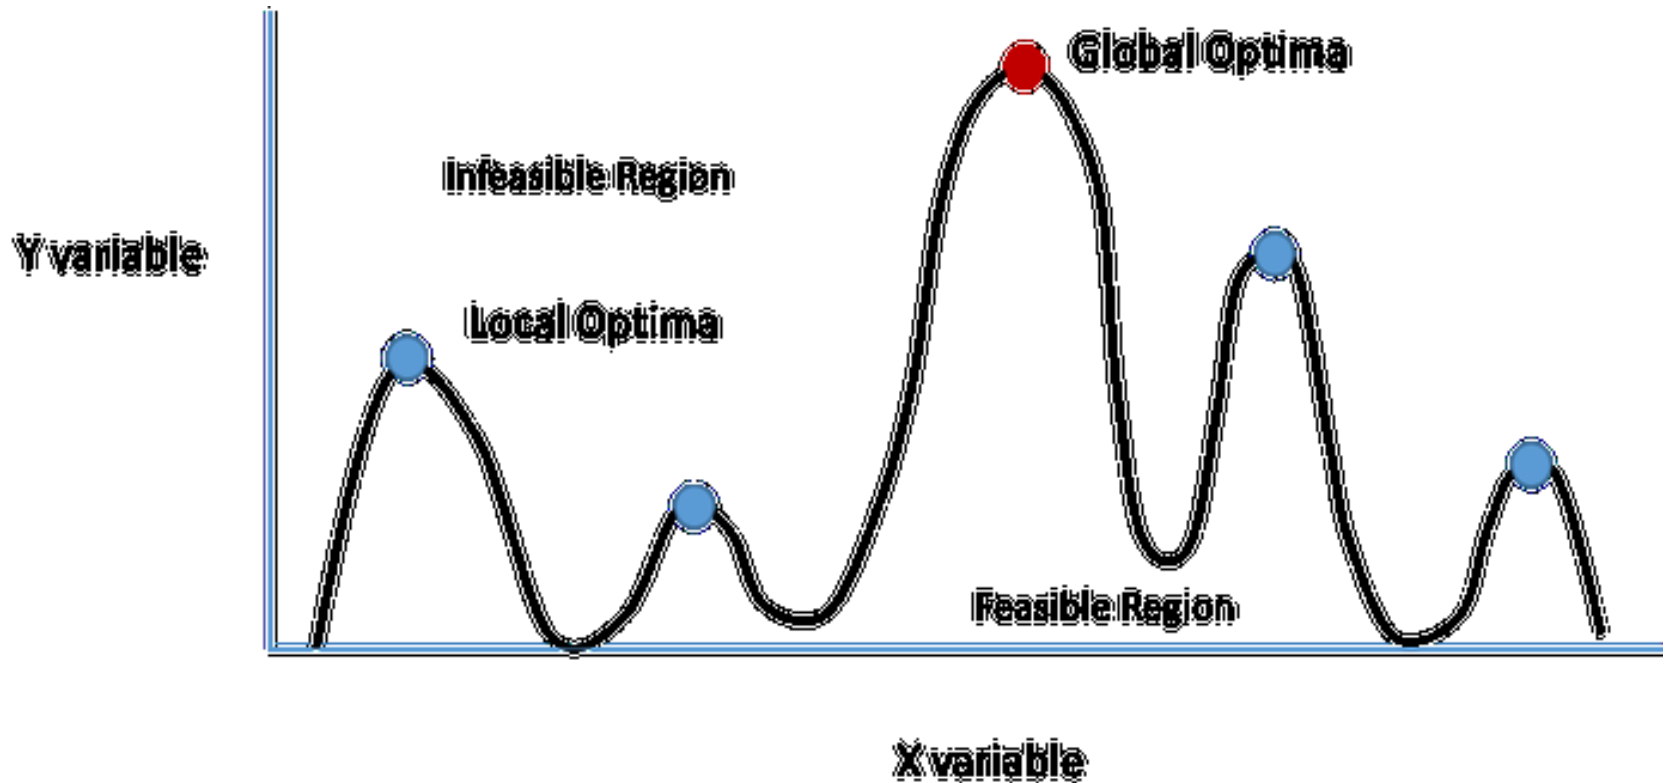 Global Optima
Infeasible Region
Y variable
Local Optima
Feasible Region
X variable